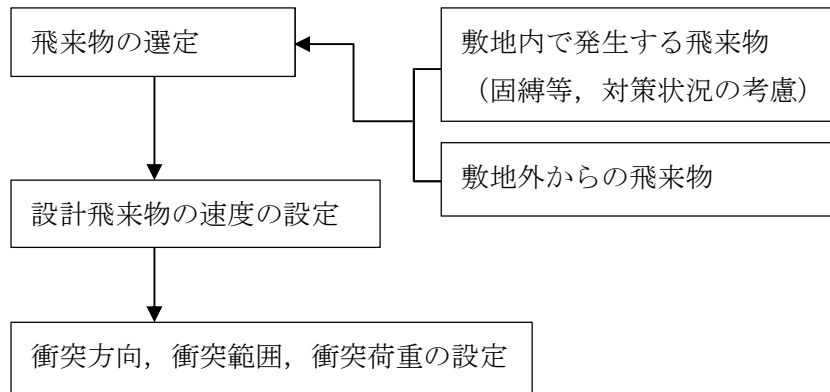 飛来物の選定
敷地内で発生する飛来物
（固縛等，対策状況の考慮）
敷地外からの飛来物
設計飛来物の速度の設定
衝突方向，衝突範囲，衝突荷重の設定